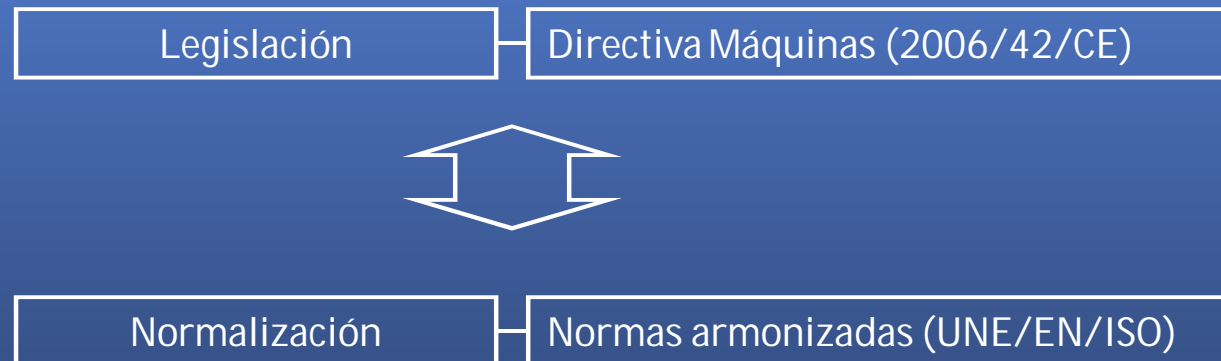 Legislación
Directiva Máquinas (2006/42/CE)
Normalización
Normas armonizadas (UNE/EN/ISO)